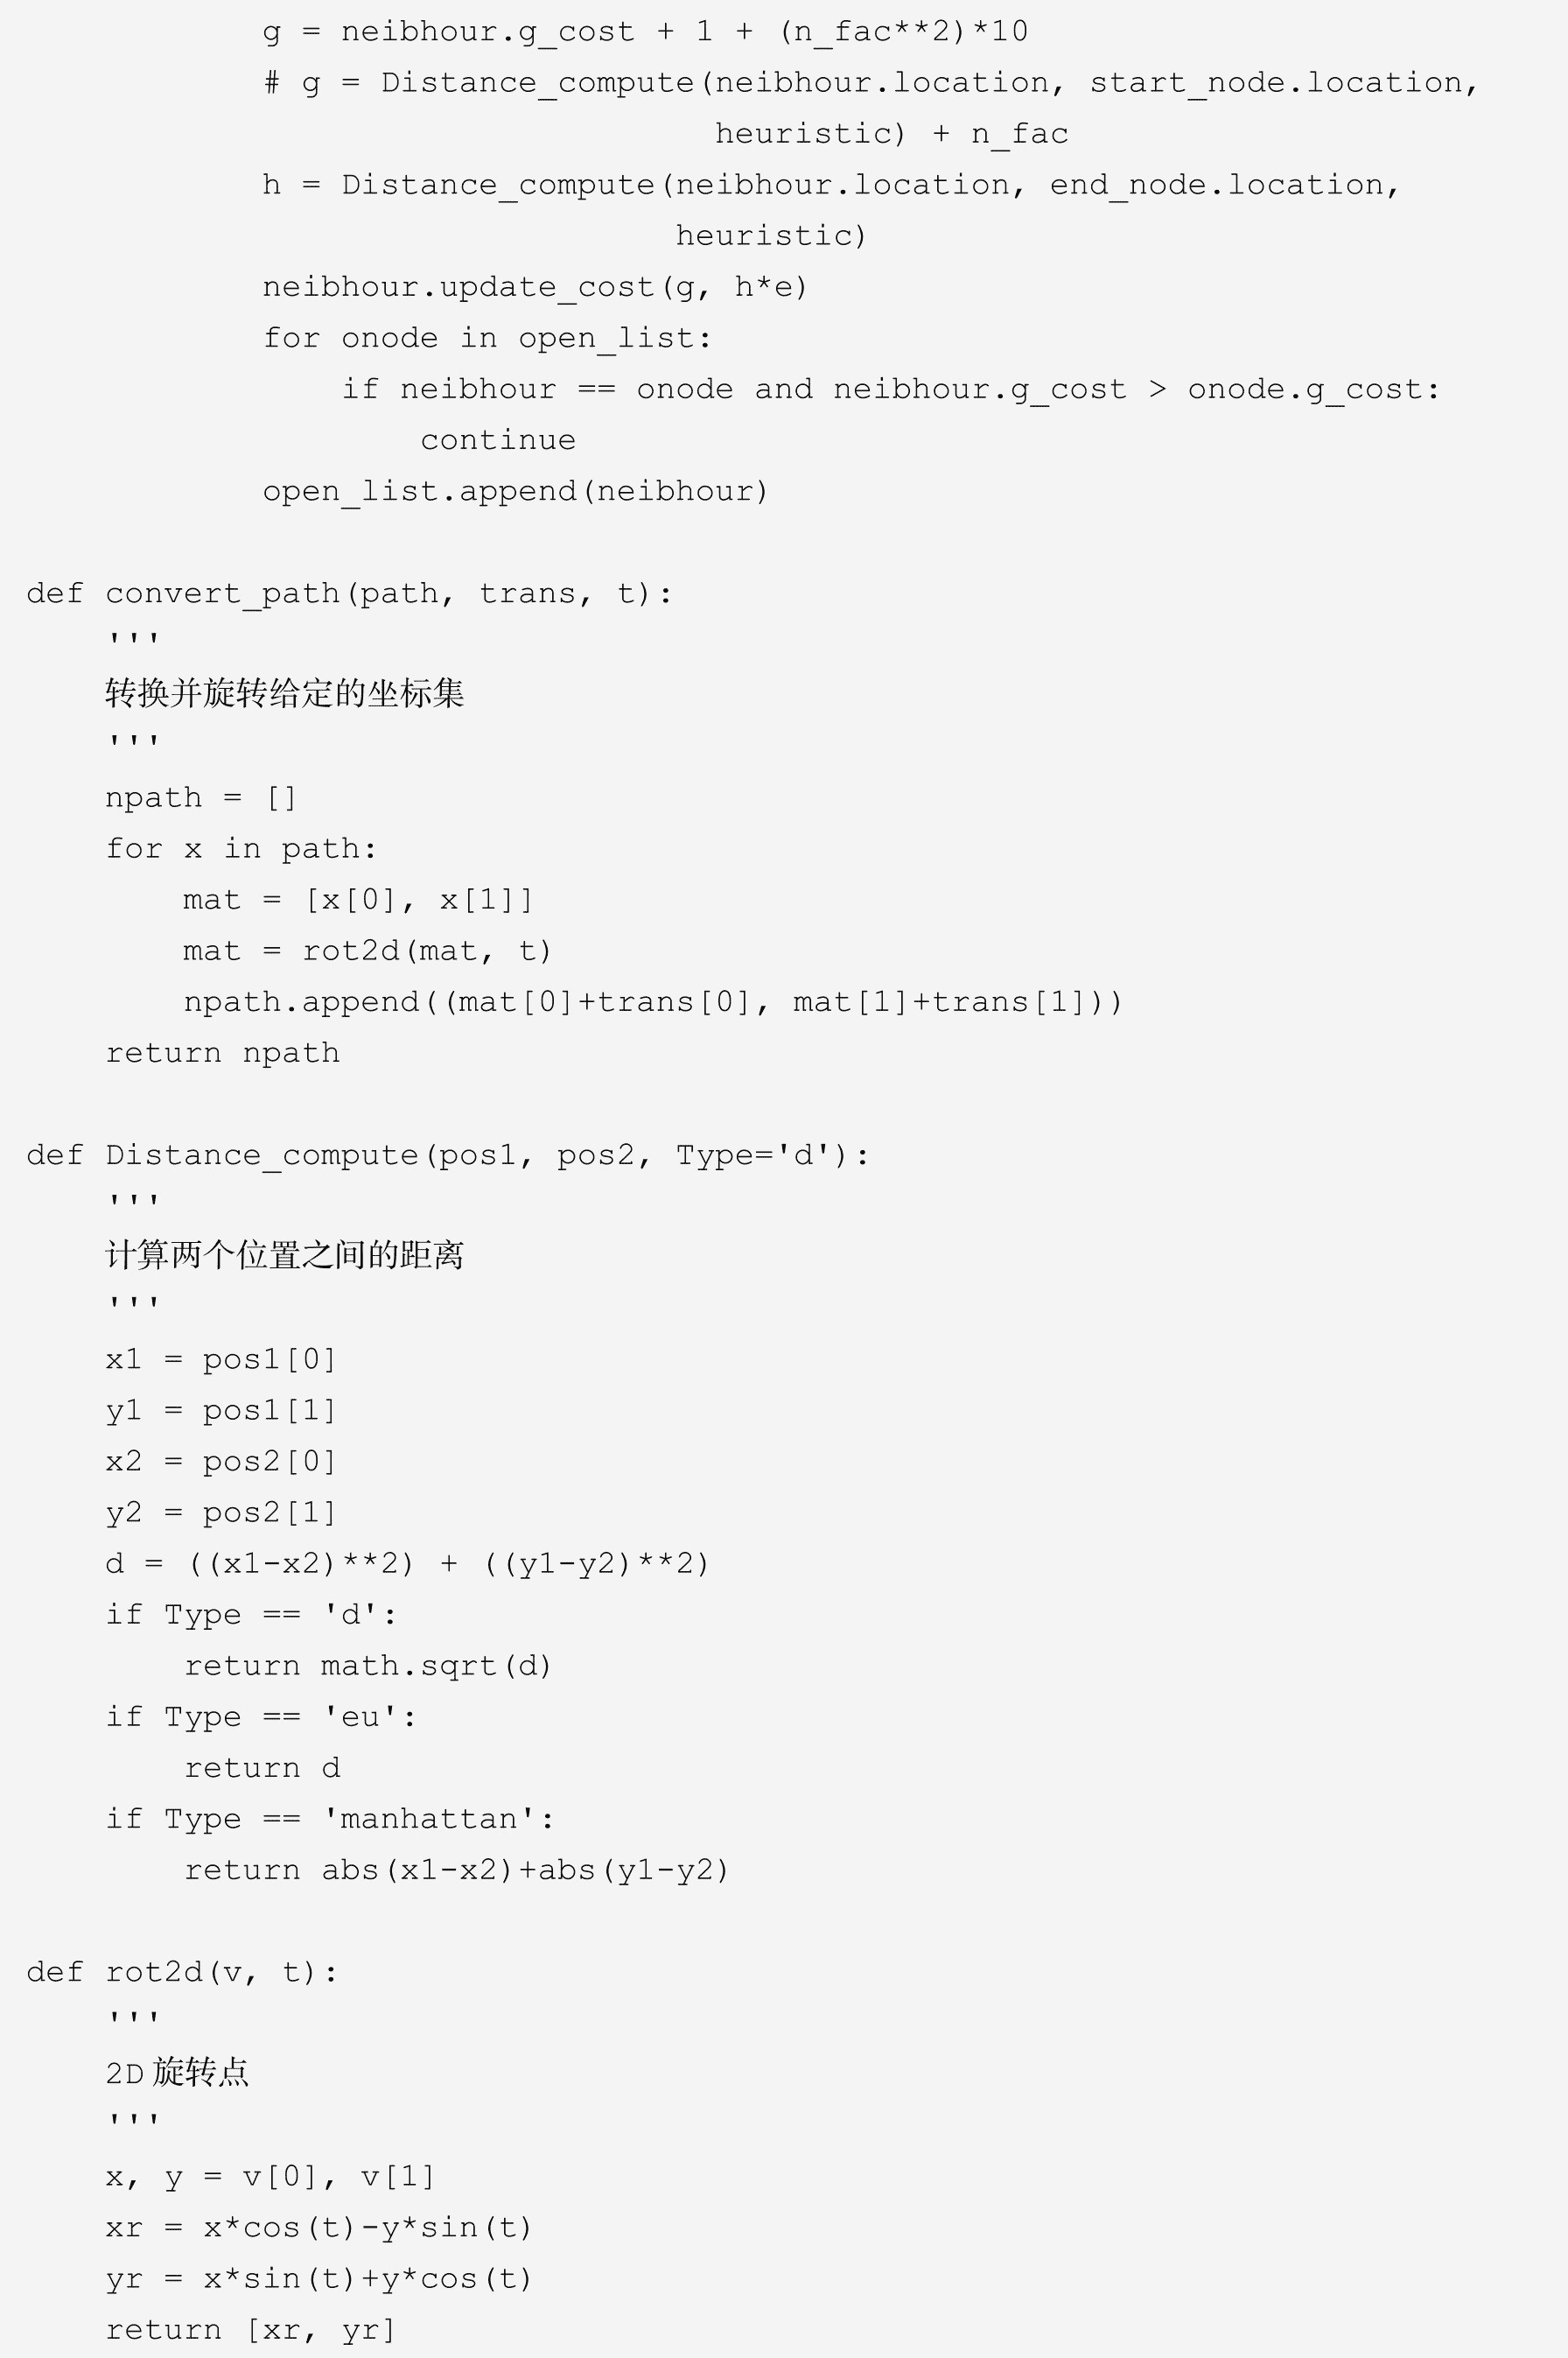 g = neibhour.g_cost + 1 + (n_fac**2)*10
# g = Distance_compute(neibhour.location, start_node.location,
heuristic) + n_fac
h = Distance_compute(neibhour.location, end_node.location,
heuristic)
neibhour.update_cost(g, h*e)
for onode in open_list:
if neibhour == onode and neibhour.g_cost > onode.g_cost:
continue
open_list.append(neibhour)
def convert_path(path, trans, t):
'''
转换并旋转给定的坐标集
'''
npath = []
for x in path:
mat = [x[0], x[1]]
mat = rot2d(mat, t)
npath.append((mat[0]+trans[0], mat[1]+trans[1]))
return npath
def Distance_compute(pos1, pos2, Type='d'):
'''
计算两个位置之间的距离
'''
x1 = pos1[0]
y1 = pos1[1]
x2 = pos2[0]
y2 = pos2[1]
d = ((x1-x2)**2) + ((y1-y2)**2)
if Type == 'd':
return math.sqrt(d)
if Type == 'eu':
return d
if Type == 'manhattan':
return abs(x1-x2)+abs(y1-y2)
def rot2d(v, t):
'''
2D旋转点
'''
x, y = v[0], v[1]
xr = x*cos(t)-y*sin(t)
yr = x*sin(t)+y*cos(t)
return [xr, yr]